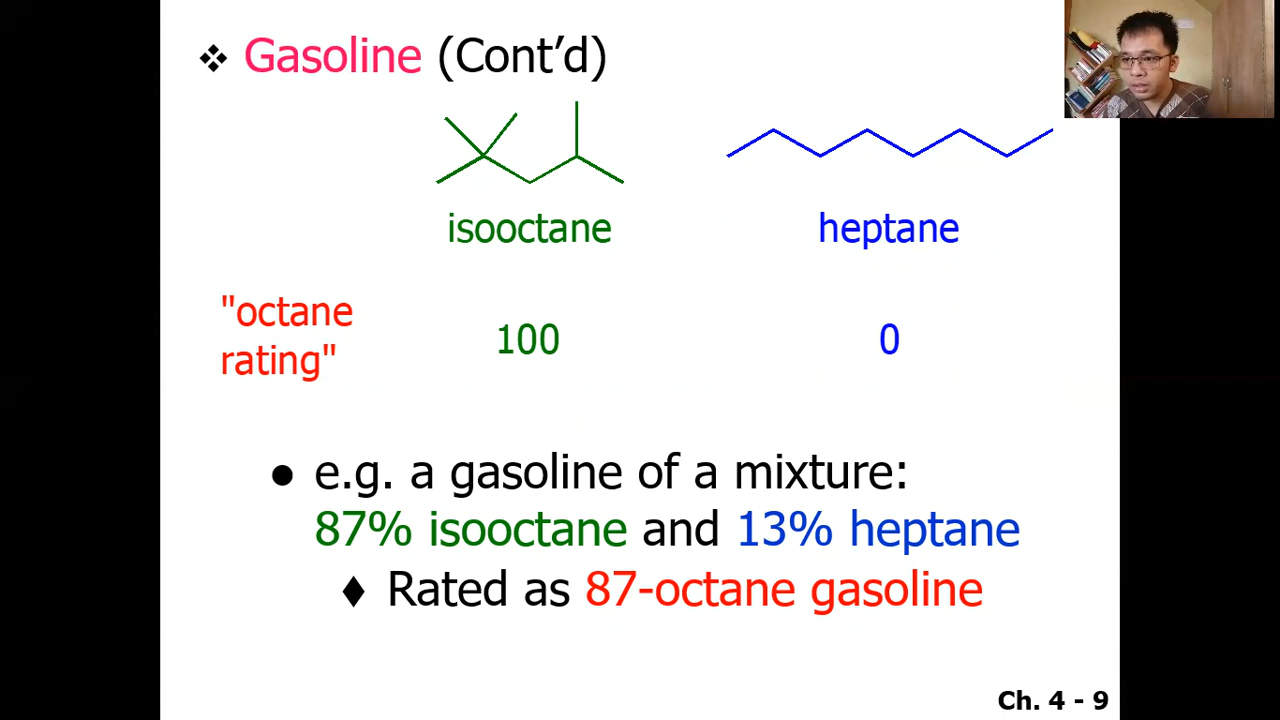 ❖ Gasoline (Cont’d)
isooctane heptane
"octane
rating" 100 0
● e.g. a gasoline of a mixture:
87% isooctane and 13% heptane
♦ Rated as 87-octane gasoline
Ch. 4 - 9